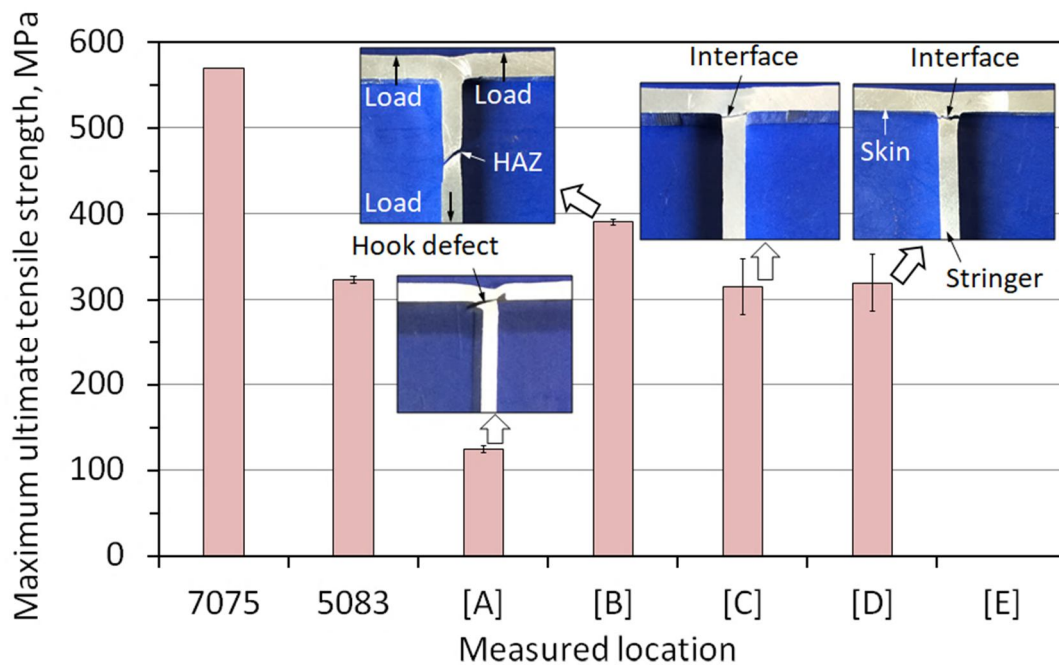 Maximum ultimate tensile strength, MPa
600
500
400
300
200
100
0
Load
Load
HAZ
Load
Hook defect
Interface
Interface
Skin
Stringer
7075
5083
[A]
[B]
[C]
[D]
[E]
Measured location